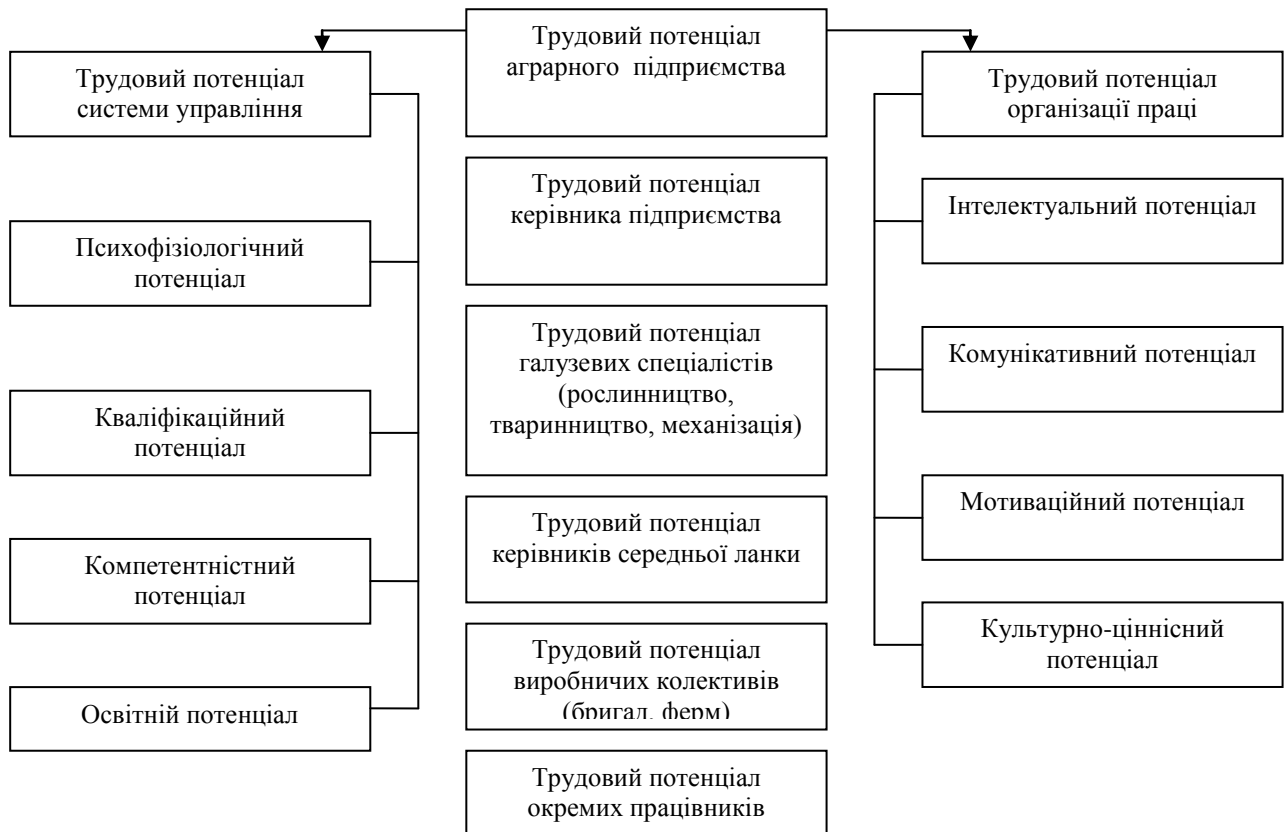 Трудовий потенціал
аграрного підприємства
Трудовий потенціал
системи управління
Трудовий потенціал
організації праці
Трудовий потенціал
керівника підприємства
Інтелектуальний потенціал
Психофізіологічний
потенціал
Трудовий потенціал
галузевих спеціалістів
(рослинництво,
тваринництво, механізація)
Комунікативний потенціал
Кваліфікаційний
потенціал
Трудовий потенціал
керівників середньої ланки
Мотиваційний потенціал
Компетентністний
потенціал
Культурно-ціннісний
потенціал
Трудовий потенціал
виробничих колективів
(бригад, ферм)
Освітній потенціал
Трудовий потенціал
окремих працівників